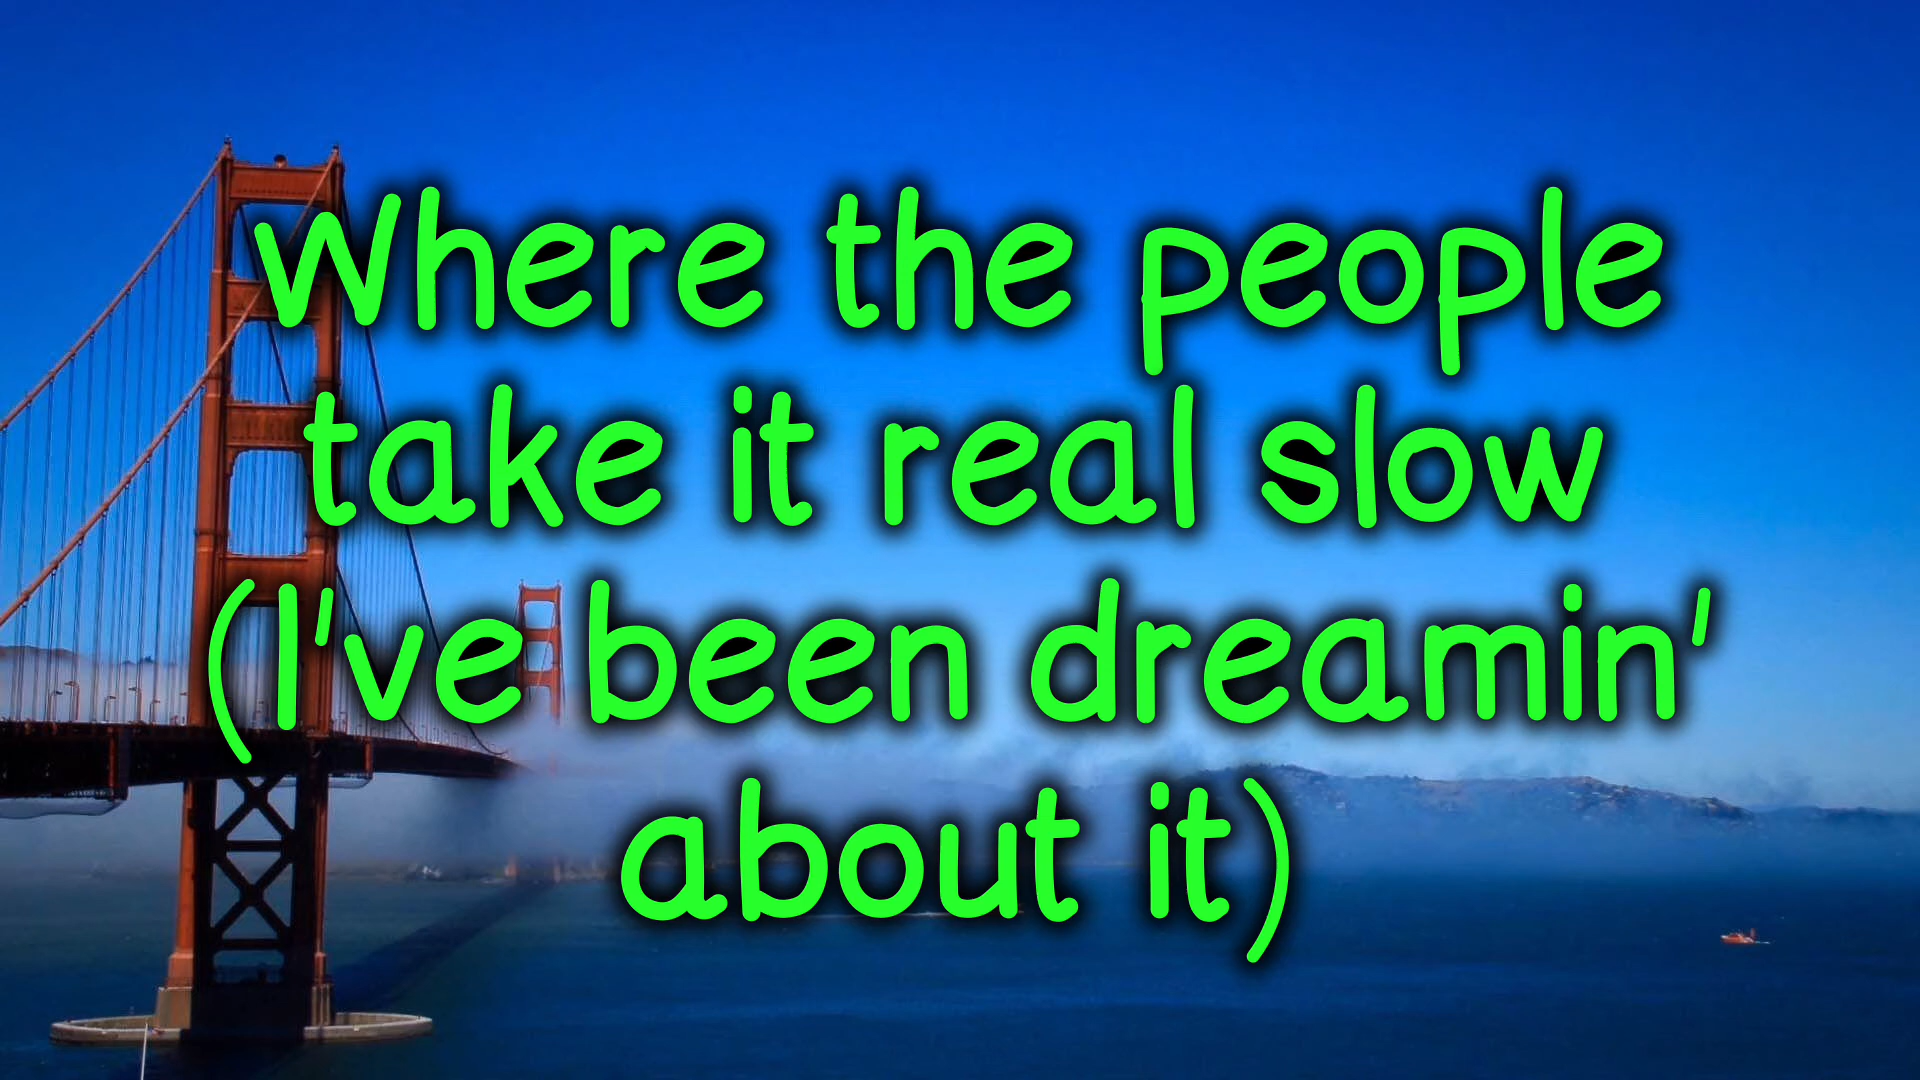 Where the people
take it real slow
(I've been dreamin'
about it)